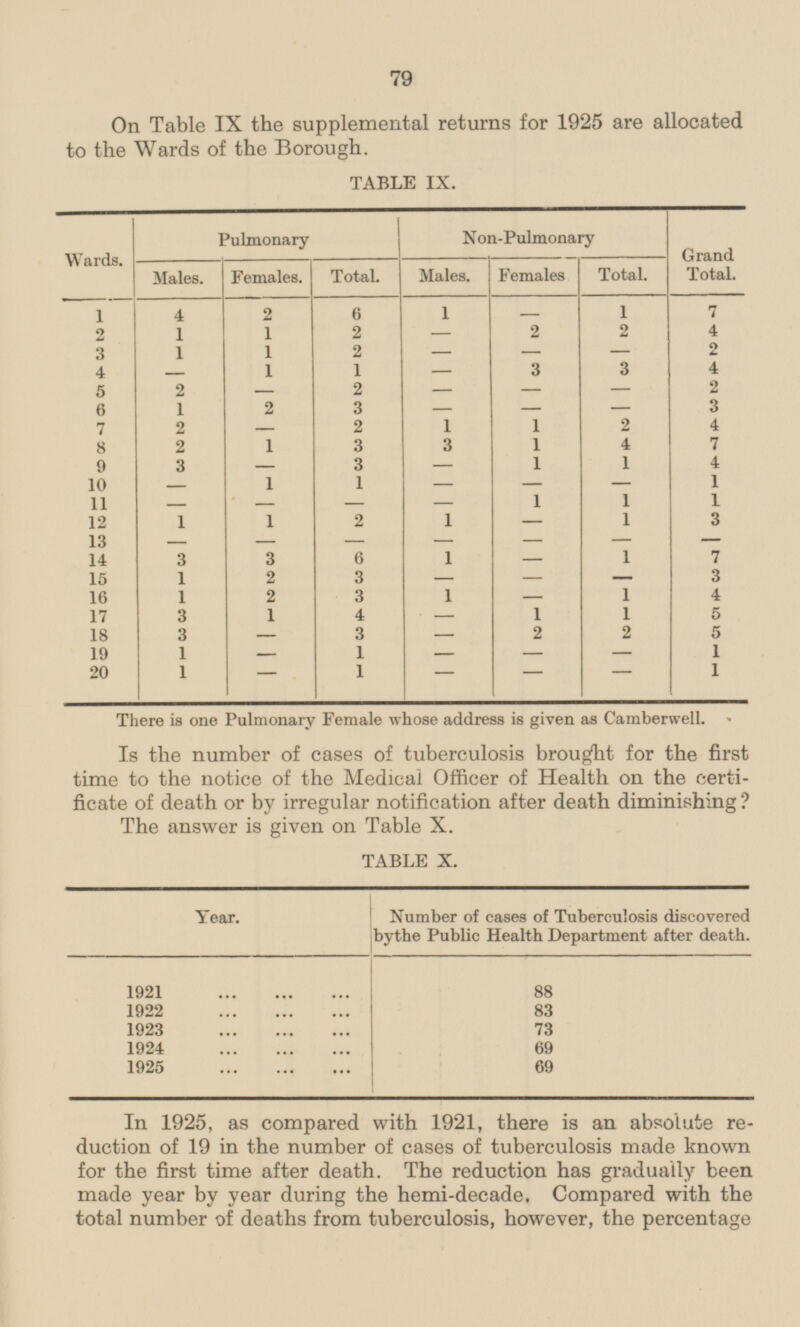 79
On Table IX the supplemental returns for 1925 are allocated
to the Wards of the Borough.
TABLE IX.
Wards. Pulmonary Non-Pulmonary Grand Total.
Males. Females. Total. Males. Females Total.
1 4 2 6 1 — 1 7
2 1 1 2 — 2 2 4
3 1 1 2 — — — 2
4 — 1 1 — 3 3 4
5 2 — 2 — — — 2
6 1 2 3 — — — 3
7 2 — 2 1 1 2 4
8 2 1 3 3 1 4 7
9 3 — 3 — 1 1 4
10 — 1 1 — — — 1
11 — — — — 1 1 1
12 1 1 2 1 — 1 3
13 — — — — — — —
14 3 3 6 1 — 1 7
15 1 2 3 — — — 3
16 1 2 3 1 — 1 4
17 3 1 4 — 1 1 5
18 3 — 3 — 2 2 5
19 1 — 1 — — — 1
20 1 — 1 — — — 1
There is one Pulmonary Female whose address is given as Camberwell.
Is the number of cases of tuberculosis brought for the first
time to the notice of the Medical Officer of Health on the certi-
ficate of death or by irregular notification after death diminishing?
The answer is given on Table X.
TABLE X.
Year. Number of cases of Tuberculosis discovered
bythe Public Health Department after death.
1921 ... ... ... 88
1922 ... ... ... 83
1923 ... ... ... 73
1924 ... ... ... 69
1925 ... ... ... 69
In 1925, as compared with 1921, there is an absolute re-
duction of 19 in the number of cases of tuberculosis made known
for the first time after death. The reduction has gradually been
made year by year during the hemi-decade. Compared with the
total number of deaths from tuberculosis, however, the percentage